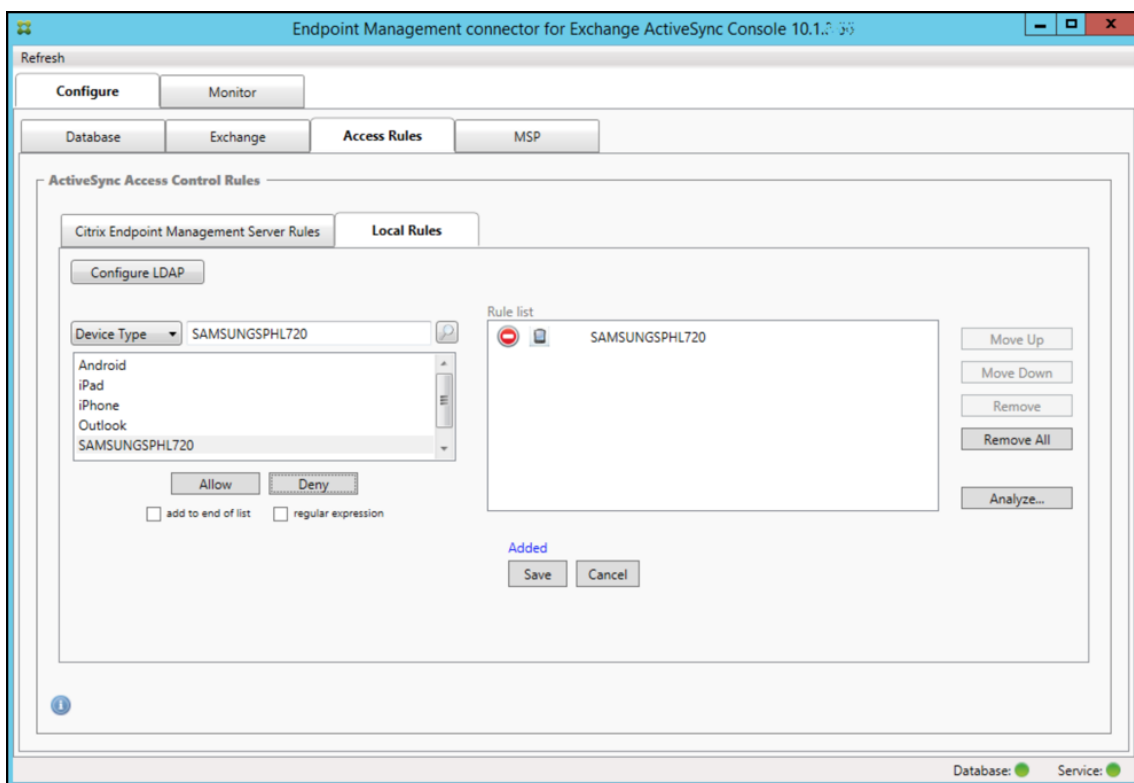 Endpoint Management connector for Exchange ActiveSync Console 10.1.
Refresh
Configure Monitor
Database Exchange Access Rules MSP
ActiveSync Access Control Rules
Citrix Endpoint Management Server Rules Local Rules
Configure LDAP
Rule list
Device Type SAMSUNGSPHL720
SAMSUNGSPHL720
Move Up
Android
iPad
Move Down
iPhone
Remove
Outlook
SAMSUNGSPHL720
Remove All
Allow Deny
Analyze...
add to end of list regular expression
Added
Save Cancel
Database: Service: